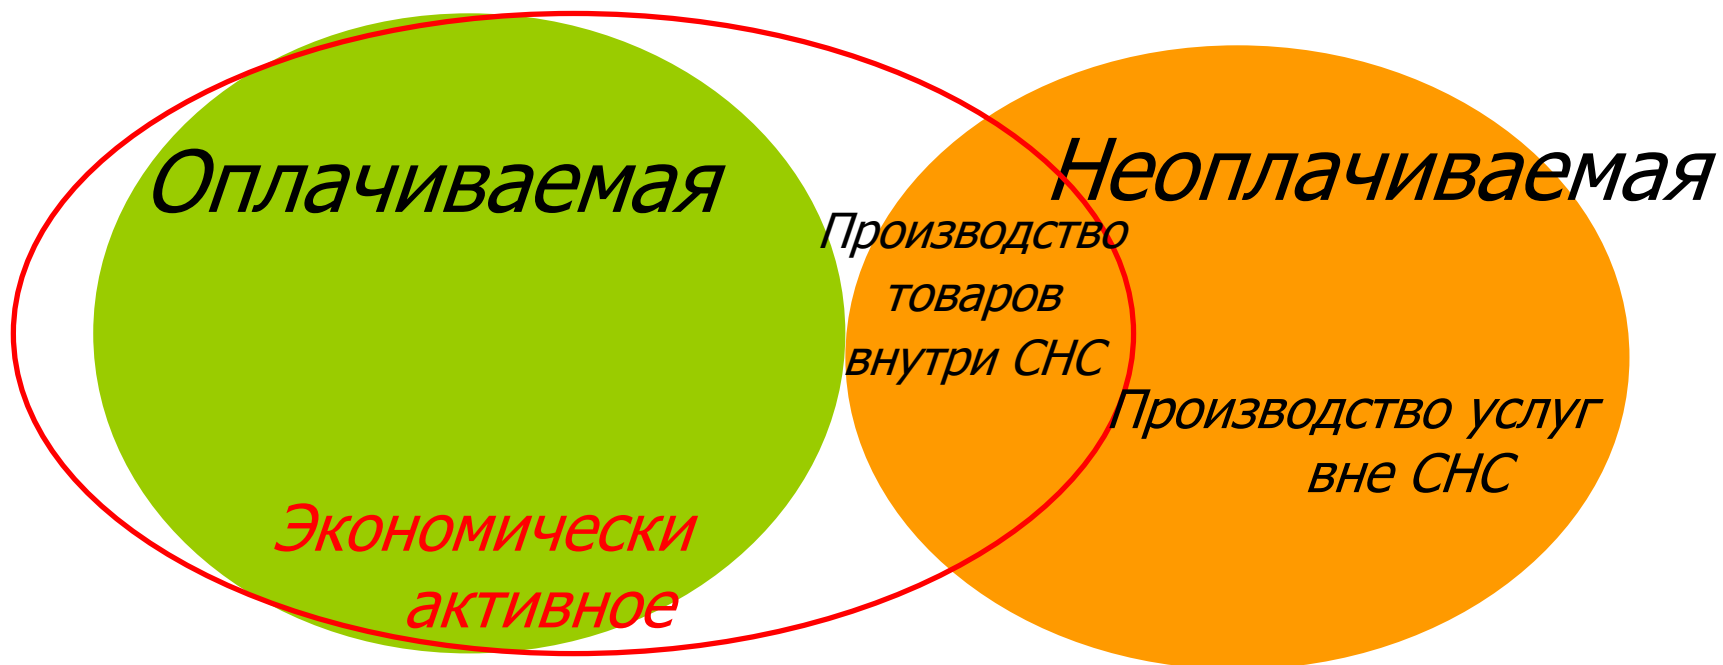 Оплачиваемая
Неоплачиваемая
Производство
товаров
внутри СНС
Производство услуг
вне СНС
Экономически
активное